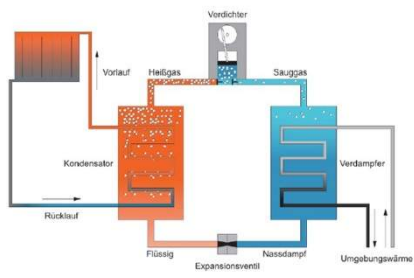 Verdichter
Heißgas
Sauggas
Vorlauf
Kondensator
Verdampfer
Rücklauf
Flüssig
Nassdampf
Umgebungswärme
Expansionsventil